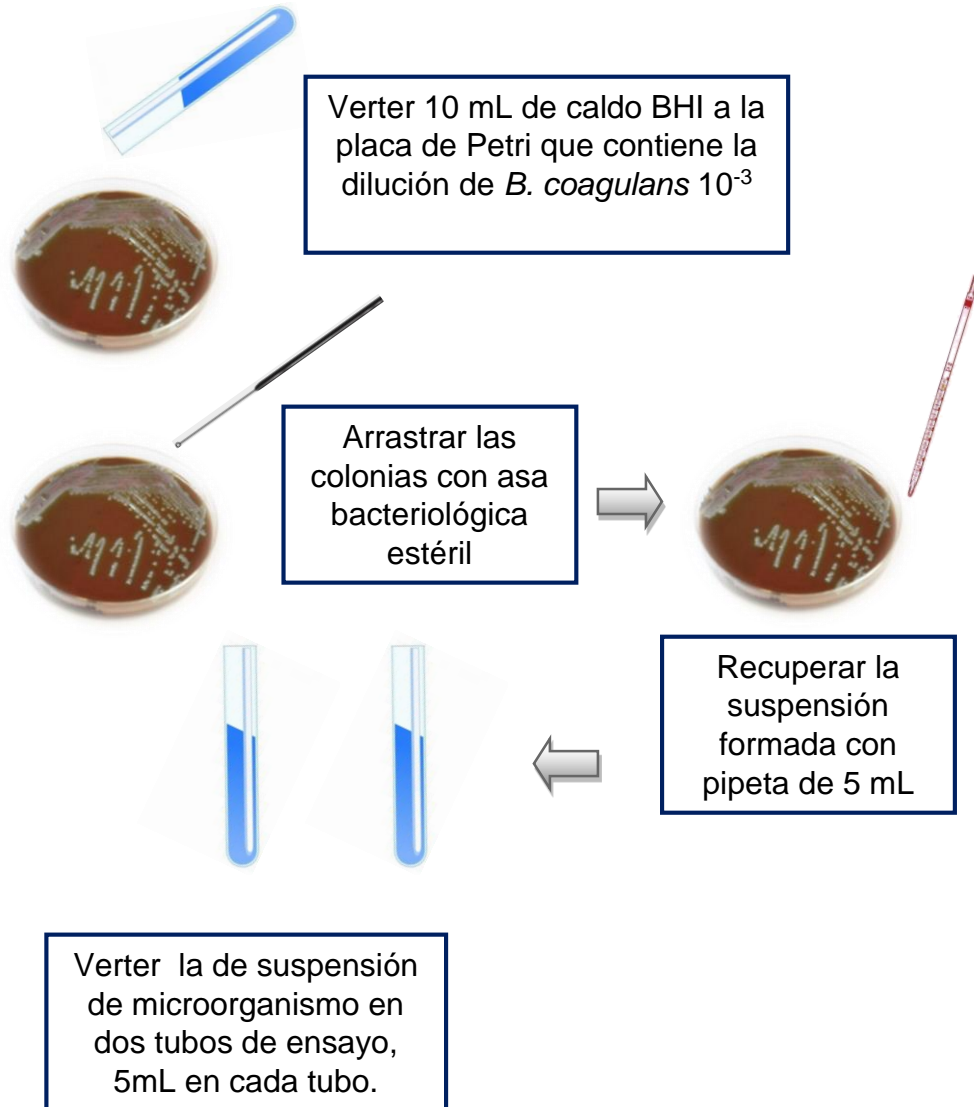 Verter 10 mL de caldo BHI a la
placa de Petri que contiene la
dilución de B. coagulans 10⁻³
Arrastrar las
colonias con asa
bacteriológica
estéril
Recuperar la
suspensión
formada con
pipeta de 5 mL
Verter la de suspensión
de microorganismo en
dos tubos de ensayo,
5mL en cada tubo.